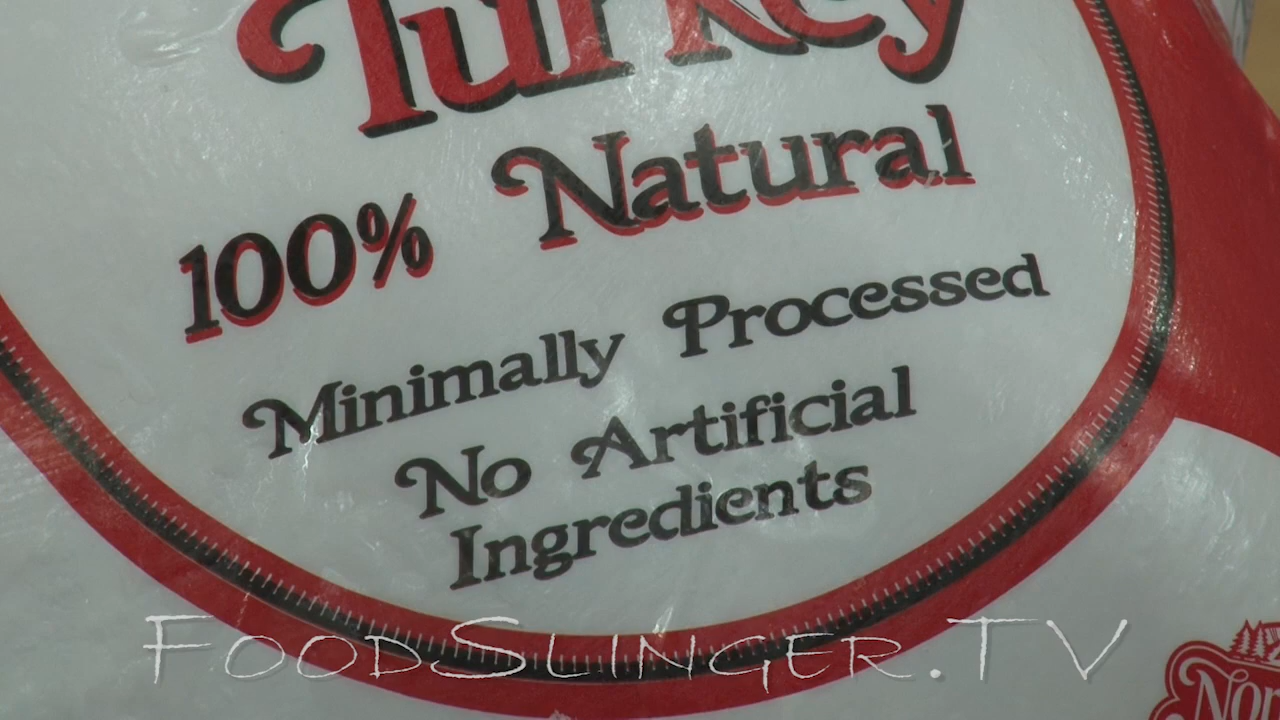 Turkey
100% Natural
Minimally Processed
No Artificial
Ingredients
FoodSlinger.TV